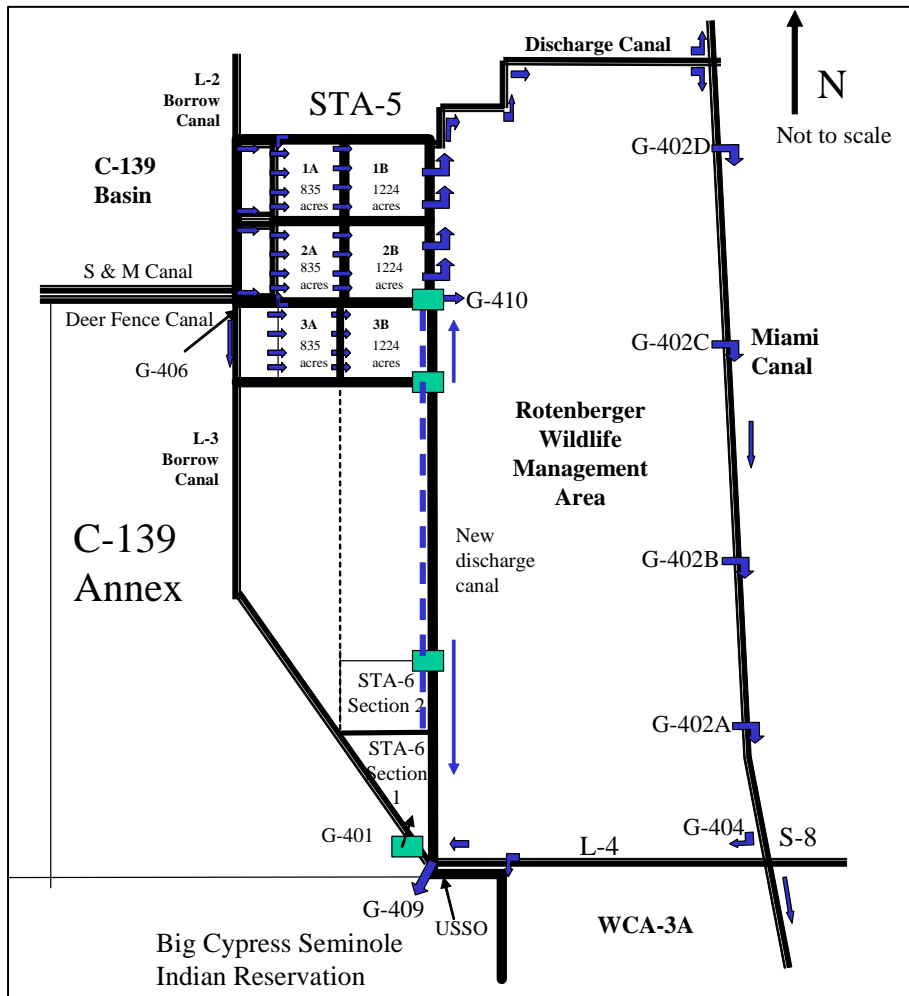 Discharge Canal
L-2
Borrow
Canal
STA-5
N
Not to scale
G-402D
C-139
Basin
1A
835
acres
1B
1224
acres
2A
835
acres
2B
1224
acres
S & M Canal
G-410
Deer Fence Canal
3A
835
acres
3B
1224
acres
G-406
G-402C
Miami
Canal
Rotenberger
Wildlife
Management
Area
L-3
Borrow
Canal
C-139
Annex
New
discharge
canal
G-402B
STA-6
Section 2
G-402A
STA-6
Section
1
G-401
G-404
S-8
L-4
G-409
USSO
WCA-3A
Big Cypress Seminole
Indian Reservation